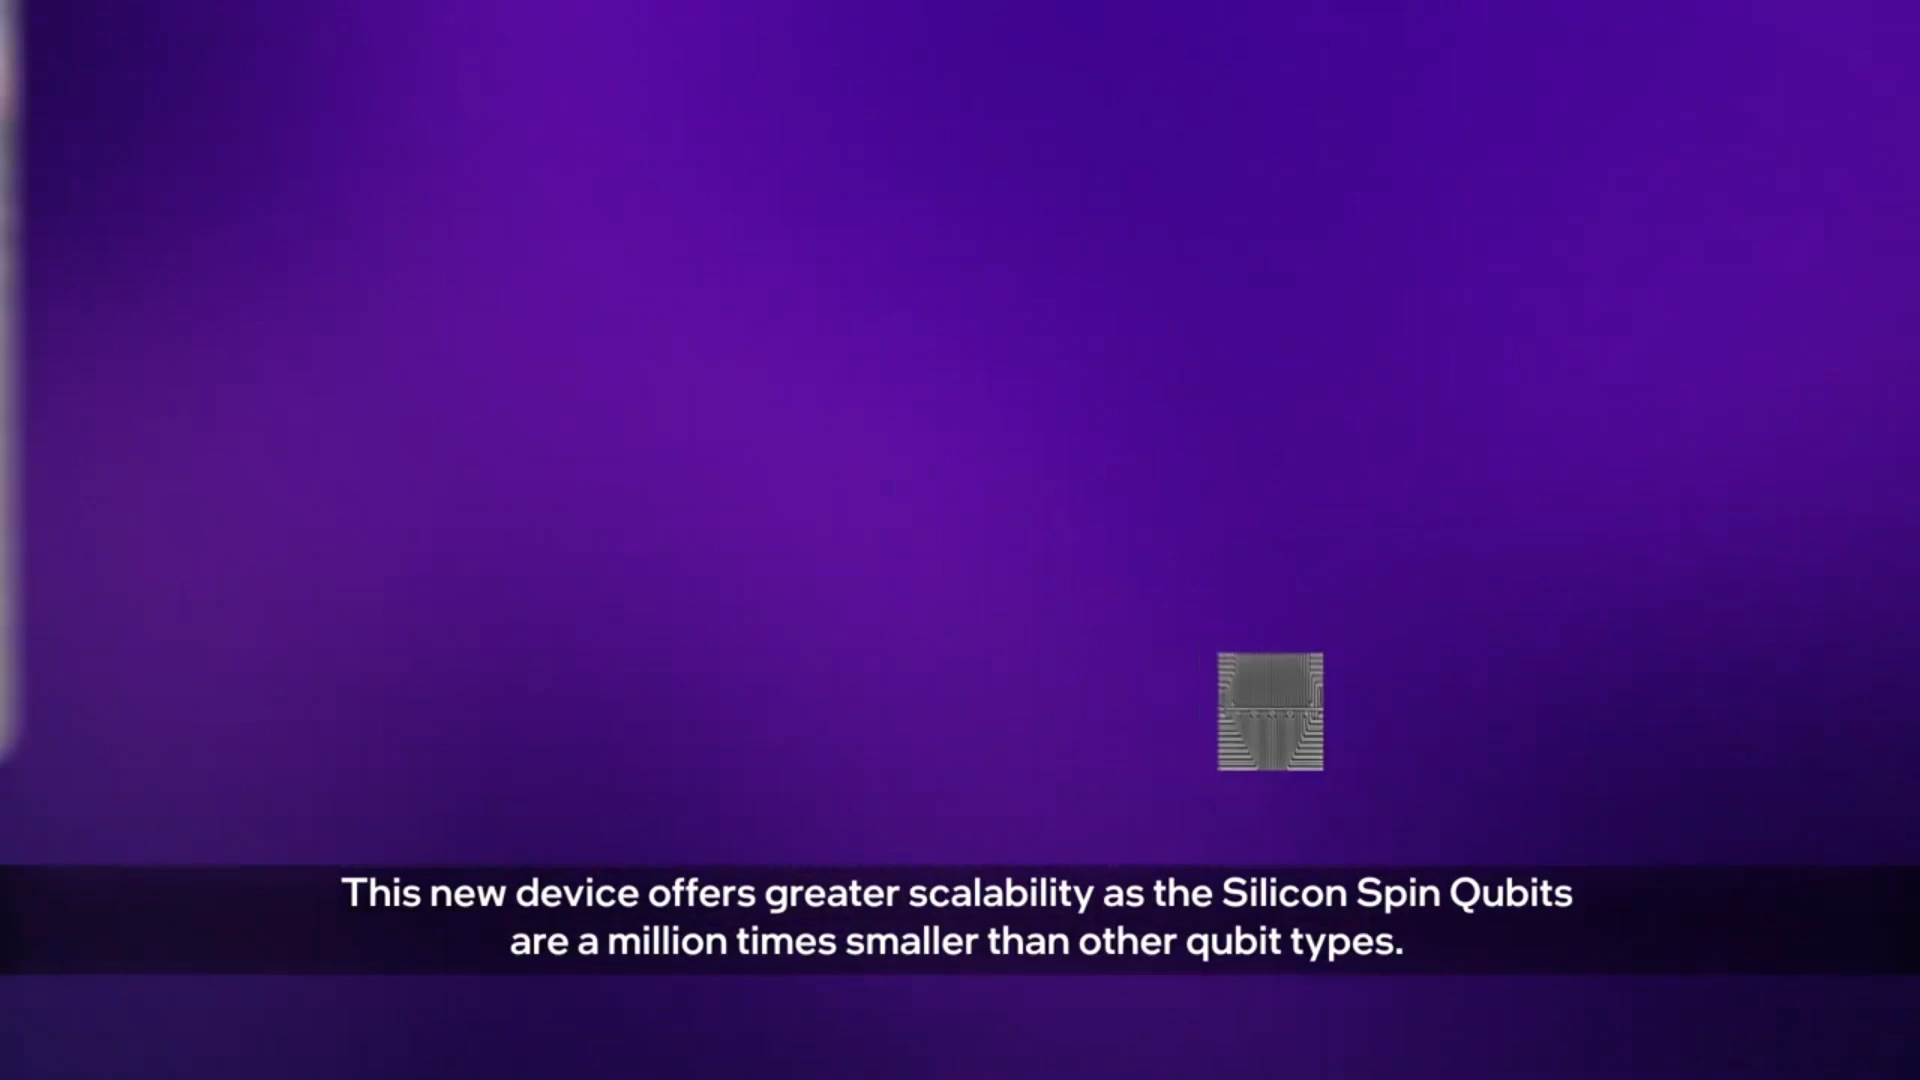 This new device offers greater scalability as the Silicon Spin Qubits
are a million times smaller than other qubit types.